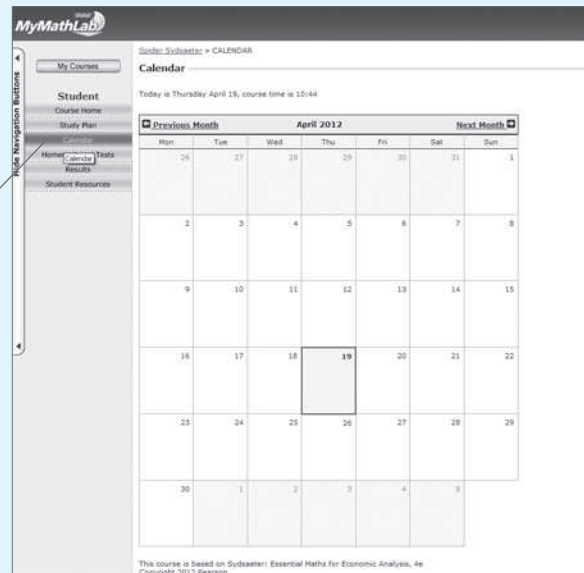 MyMathLab
Hide Navigation Buttons
My Courses
Student
Course Home
Study Plan
Calendar
Calendar
Tests
Results
Student Resources
Spider Sydsaeter > CALENDAR
Calendar
Today is Thursday April 19, course time is 10:44
Previous Month April 2012 Next Month
Mon Tue Wed Thu Fri Sat Sun
26 27 28 29 30 31 1
2 3 4 5 6 7 8
9 10 11 12 13 14 15
16 17 18 19 20 21 22
23 24 25 26 27 28 29
30 1 2 3 4 5
This course is based on Sydsaeter: Essential Maths for Economic Analysis, 4e
Copyright 2012 Pearson